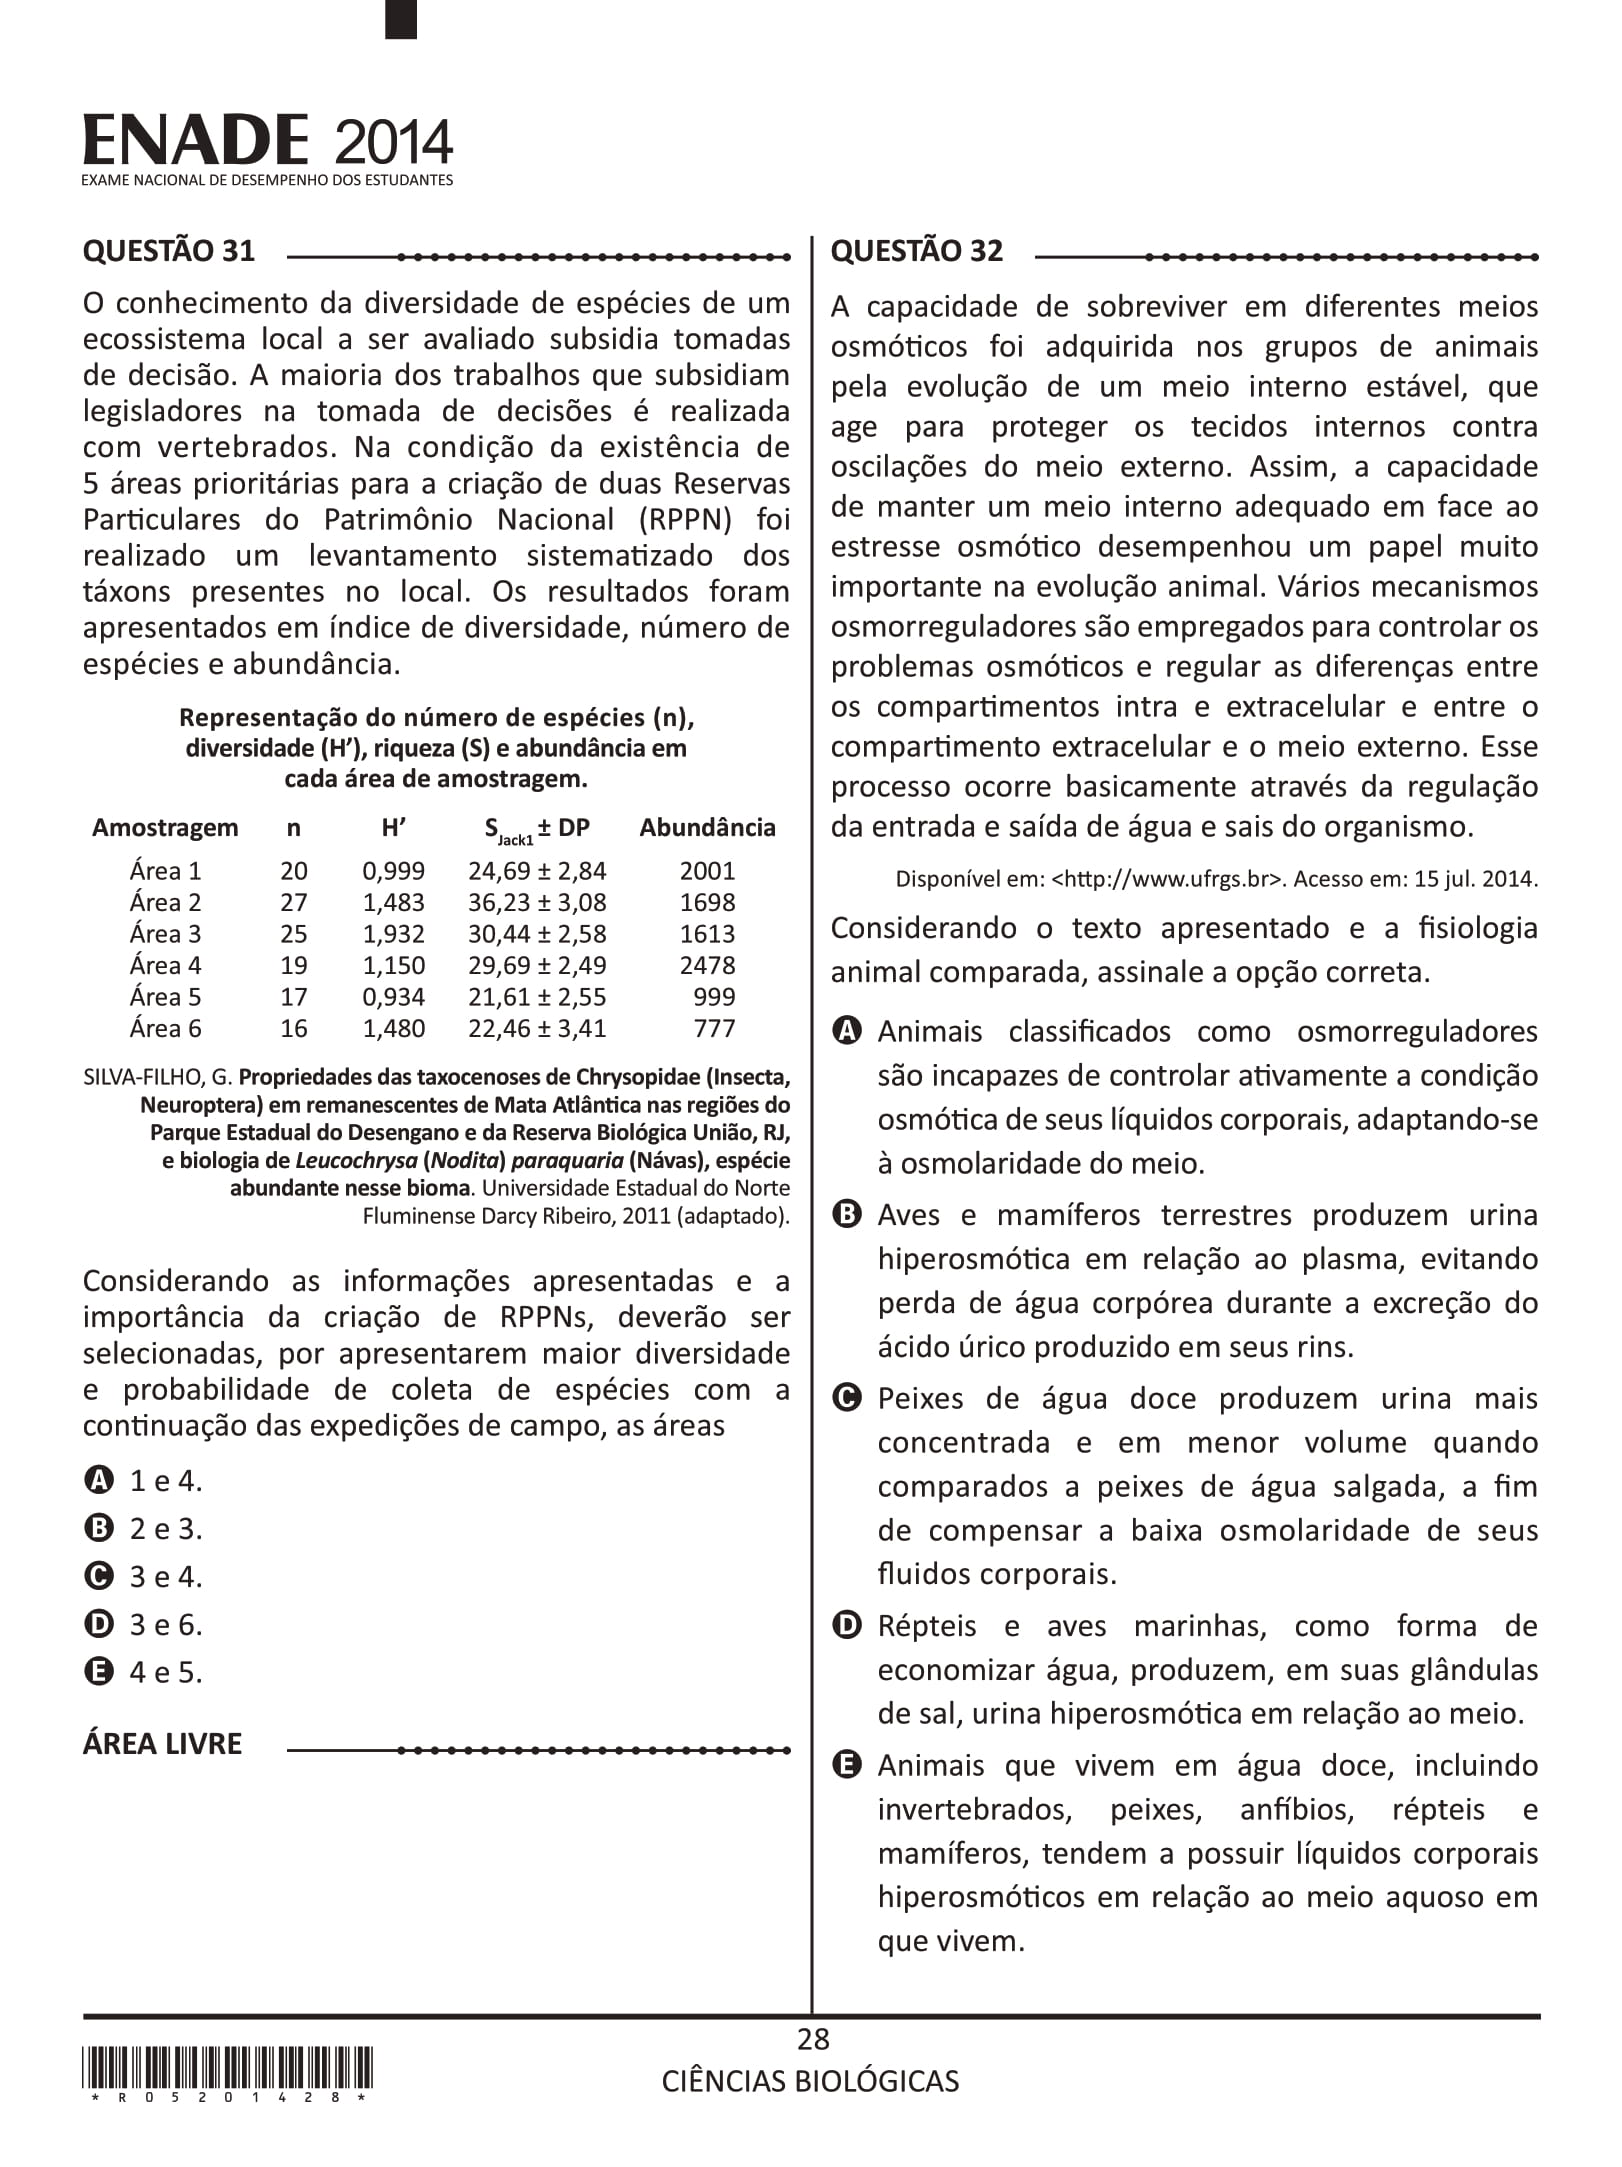 ENADE 2014
EXAME NACIONAL DE DESEMPENHO DOS ESTUDANTES
QUESTÃO 31
O conhecimento da diversidade de espécies de um
ecossistema local a ser avaliado subsidia tomadas
de decisão. A maioria dos trabalhos que subsidiam
legisladores na tomada de decisões é realizada
com vertebrados. Na condição da existência de
5 áreas prioritárias para a criação de duas Reservas
Particulares do Patrimônio Nacional (RPPN) foi
realizado um levantamento sistematizado dos
táxons presentes no local. Os resultados foram
apresentados em índice de diversidade, número de
espécies e abundância.
Representação do número de espécies (n),
diversidade (H’), riqueza (S) e abundância em
cada área de amostragem.
Amostragem n H’ SJack1 ± DP Abundância
Área 1 20 0,999 24,69 ± 2,84 2001
Área 2 27 1,483 36,23 ± 3,08 1698
Área 3 25 1,932 30,44 ± 2,58 1613
Área 4 19 1,150 29,69 ± 2,49 2478
Área 5 17 0,934 21,61 ± 2,55 999
Área 6 16 1,480 22,46 ± 3,41 777
SILVA-FILHO, G. Propriedades das taxocenoses de Chrysopidae (Insecta,
Neuroptera) em remanescentes de Mata Atlântica nas regiões do
Parque Estadual do Desengano e da Reserva Biológica União, RJ,
e biologia de Leucochrysa (Nodita) paraquaria (Návas), espécie
abundante nesse bioma. Universidade Estadual do Norte
Fluminense Darcy Ribeiro, 2011 (adaptado).
Considerando as informações apresentadas e a
importância da criação de RPPNs, deverão ser
selecionadas, por apresentarem maior diversidade
e probabilidade de coleta de espécies com a
continuação das expedições de campo, as áreas
A 1 e 4.
B 2 e 3.
C 3 e 4.
D 3 e 6.
E 4 e 5.
ÁREA LIVRE
QUESTÃO 32
A capacidade de sobreviver em diferentes meios
osmóticos foi adquirida nos grupos de animais
pela evolução de um meio interno estável, que
age para proteger os tecidos internos contra
oscilações do meio externo. Assim, a capacidade
de manter um meio interno adequado em face ao
estresse osmótico desempenhou um papel muito
importante na evolução animal. Vários mecanismos
osmorreguladores são empregados para controlar os
problemas osmóticos e regular as diferenças entre
os compartimentos intra e extracelular e entre o
compartimento extracelular e o meio externo. Esse
processo ocorre basicamente através da regulação
da entrada e saída de água e sais do organismo.
Disponível em: <http://www.ufrgs.br>. Acesso em: 15 jul. 2014.
Considerando o texto apresentado e a fisiologia
animal comparada, assinale a opção correta.
A Animais classificados como osmorreguladores
são incapazes de controlar ativamente a condição
osmótica de seus líquidos corporais, adaptando-se
à osmolaridade do meio.
B Aves e mamíferos terrestres produzem urina
hiperosmótica em relação ao plasma, evitando
perda de água corpórea durante a excreção do
ácido úrico produzido em seus rins.
C Peixes de água doce produzem urina mais
concentrada e em menor volume quando
comparados a peixes de água salgada, a fim
de compensar a baixa osmolaridade de seus
fluidos corporais.
D Répteis e aves marinhas, como forma de
economizar água, produzem, em suas glândulas
de sal, urina hiperosmótica em relação ao meio.
E Animais que vivem em água doce, incluindo
invertebrados, peixes, anfíbios, répteis e
mamíferos, tendem a possuir líquidos corporais
hiperosmóticos em relação ao meio aquoso em
que vivem.
28
CIÊNCIAS BIOLÓGICAS
* R 0 5 2 0 1 4 2 8 *